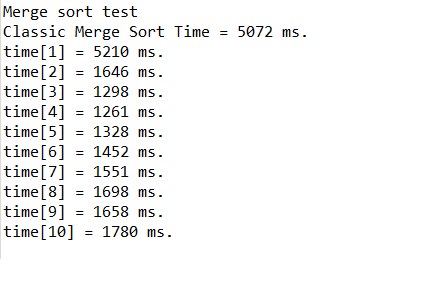 Merge sort test
Classic Merge Sort Time = 5072 ms.
time[1] = 5210 ms.
time[2] = 1646 ms.
time[3] = 1298 ms.
time[4] = 1261 ms.
time[5] = 1328 ms.
time[6] = 1452 ms.
time[7] = 1551 ms.
time[8] = 1698 ms.
time[9] = 1658 ms.
time[10] = 1780 ms.